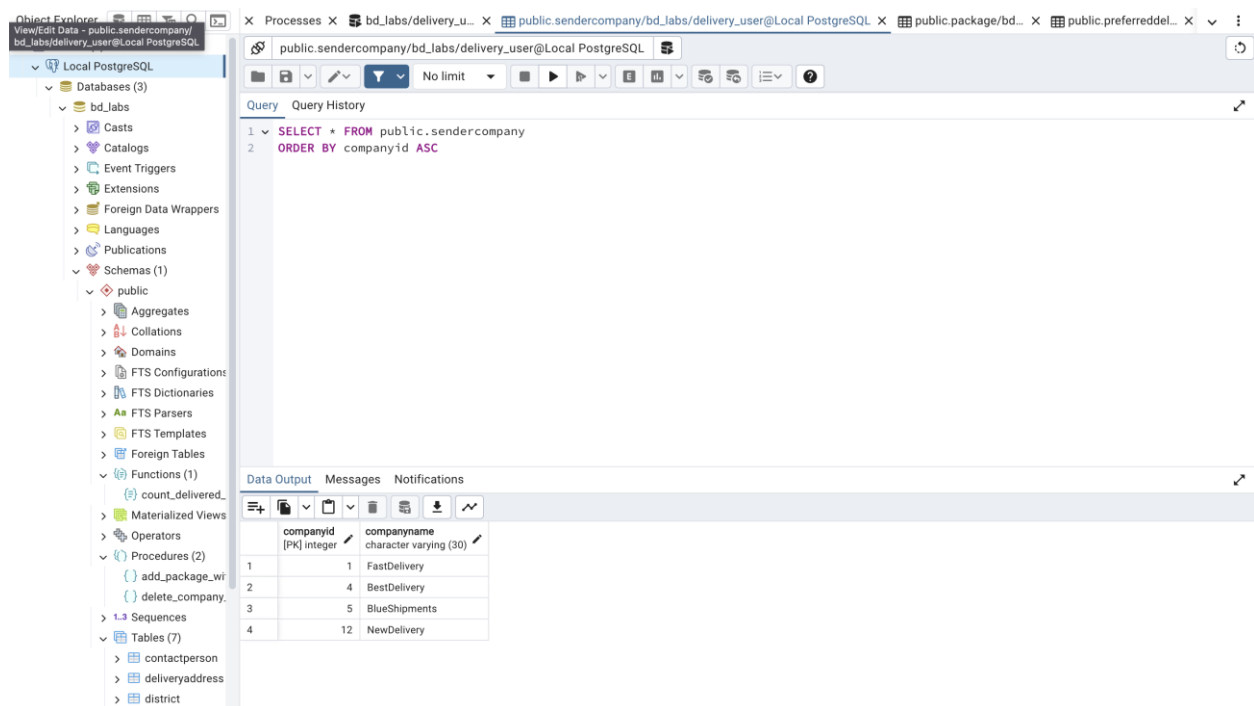 Object Explorer
View/Edit Data - public.sendercompany/
bd_labs/delivery_user@Local PostgreSQL
Processes
bd_labs/delivery_u...
public.sendercompany/bd_labs/delivery_user@Local PostgreSQL
public.package/bd...
public.preferreddel...
Local PostgreSQL
Databases (3)
bd_labs
Casts
Catalogs
Event Triggers
Extensions
Foreign Data Wrappers
Languages
Publications
Schemas (1)
public
Aggregates
Collations
Domains
FTS Configurations
FTS Dictionaries
Aa FTS Parsers
FTS Templates
Foreign Tables
Functions (1)
count_delivered_
Materialized Views
Operators
Procedures (2)
add_package_wi
delete_company_
1..3 Sequences
Tables (7)
contactperson
deliveryaddress
district
public.sendercompany/bd_labs/delivery_user@Local PostgreSQL
No limit
E
Query Query History
1 SELECT * FROM public.sendercompany
2 ORDER BY companyid ASC
Data Output Messages Notifications
companyid companyname
[PK] integer character varying (30)
1 1 FastDelivery
2 4 BestDelivery
3 5 BlueShipments
4 12 NewDelivery